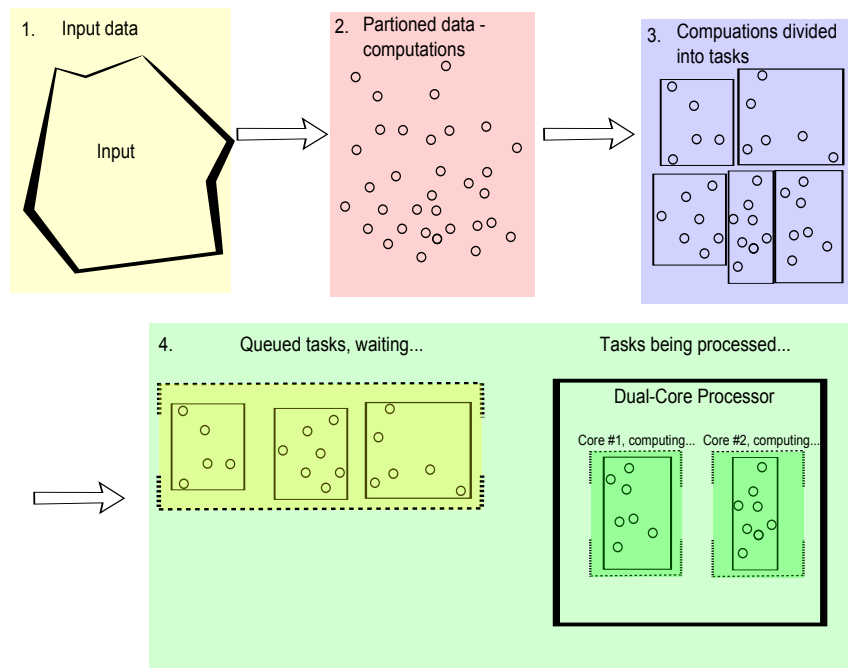 1. Input data
Input
2. Partioned data -
computations
3. Compuations divided
into tasks
4. Queued tasks, waiting...
Tasks being processed...
Dual-Core Processor
Core #1, computing...
Core #2, computing...